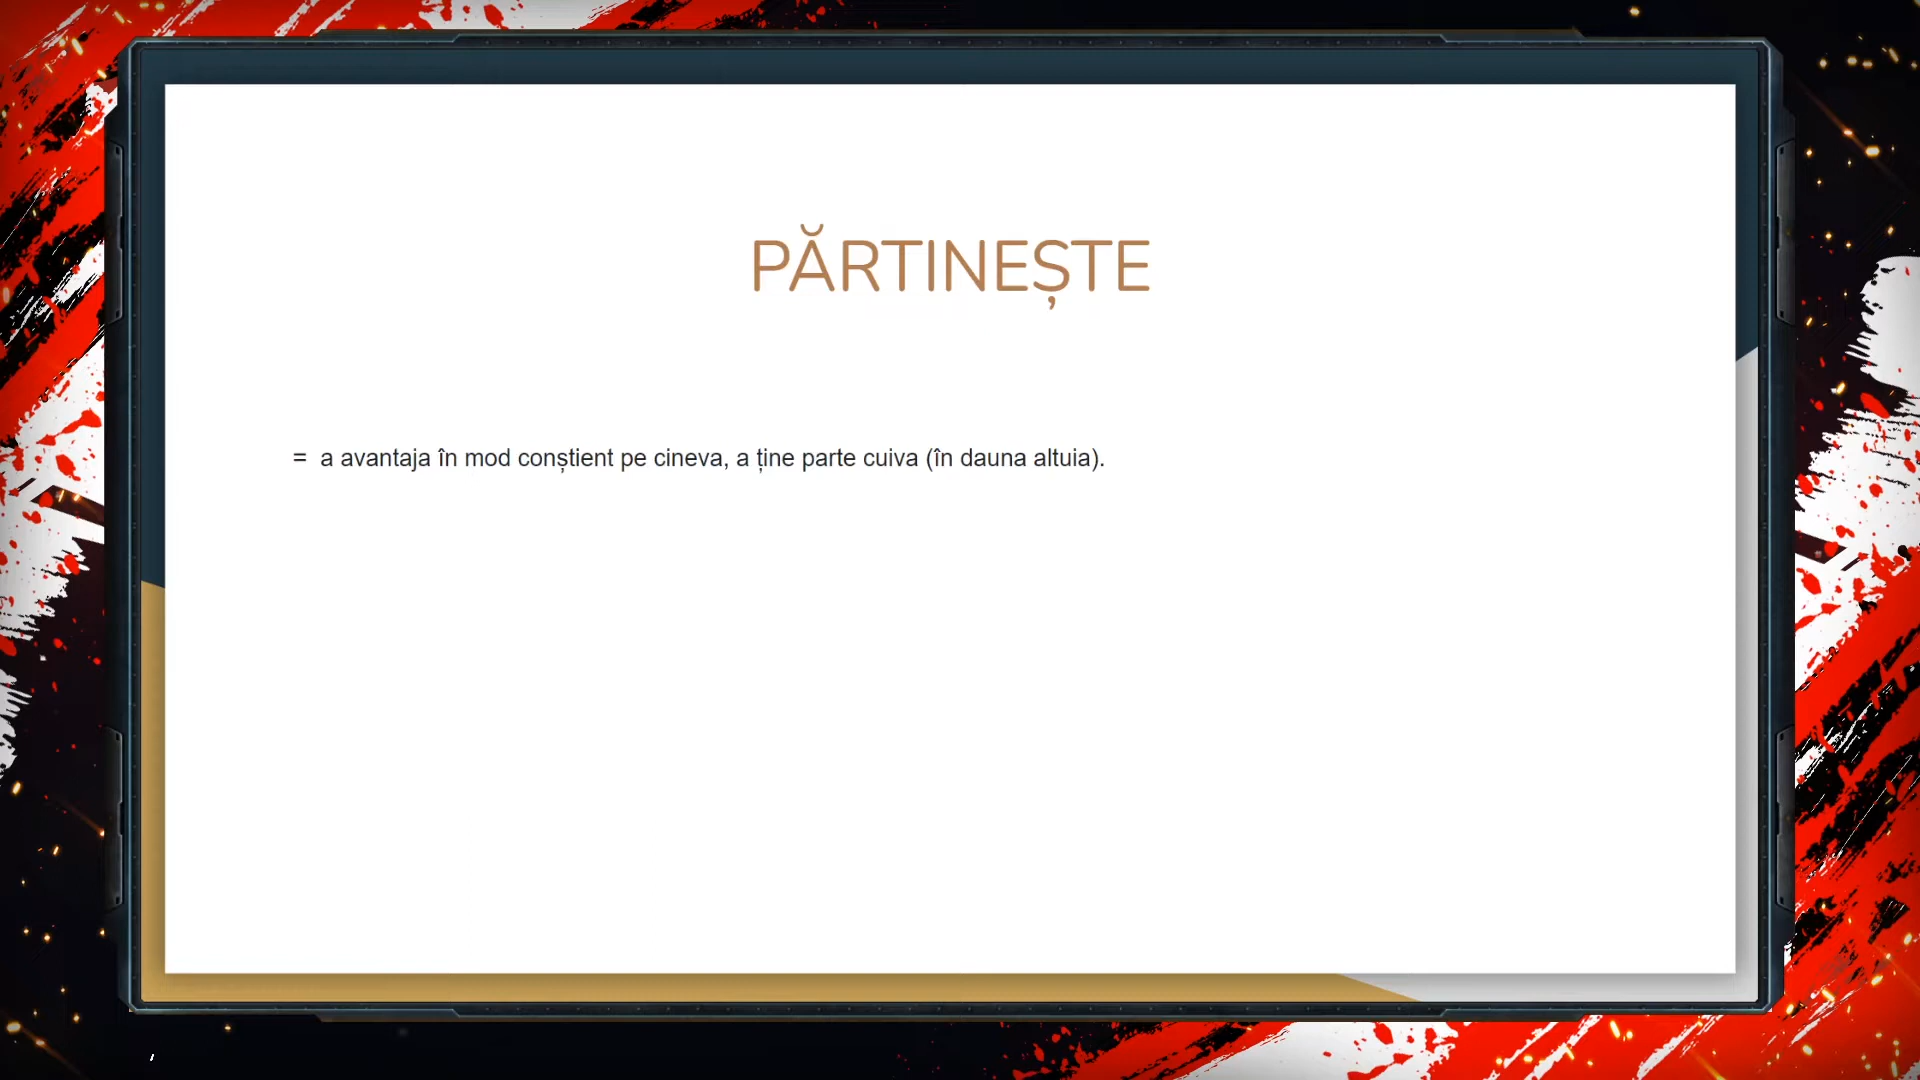 PĂRTINEȘTE
= a avantaja în mod conștient pe cineva, a ține parte cuiva (în dauna altuia).